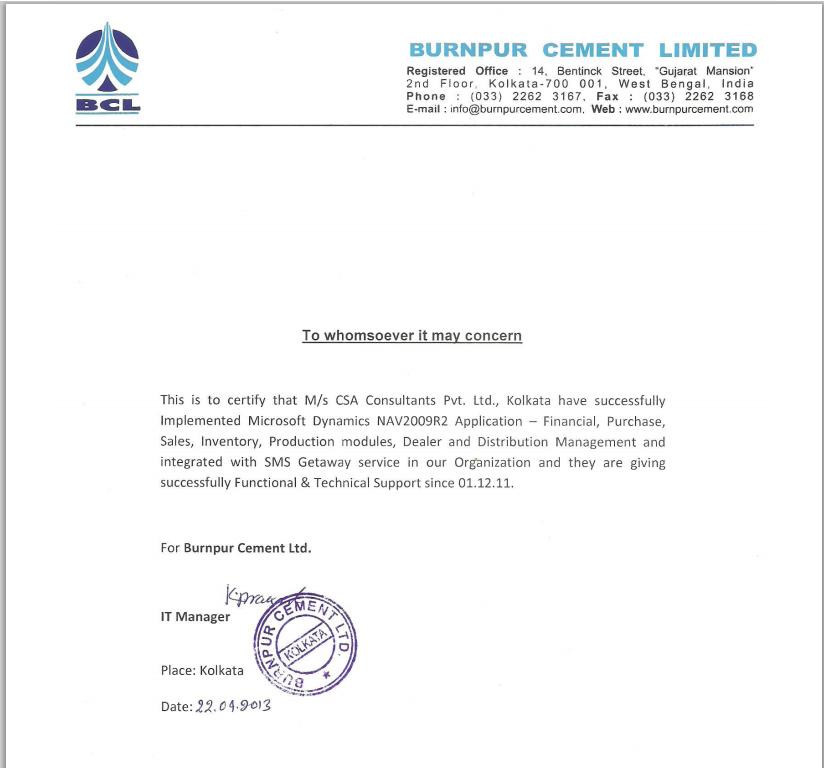 BCL
BURNPUR CEMENT LIMITED
Registered Office : 14, Bentinck Street, "Gujarat Mansion"
2nd Floor, Kolkata-700 001, West Bengal, India
Phone : (033) 2262 3167, Fax : (033) 2262 3168
E-mail : info@burnpurcement.com, Web : www.burnpurcement.com
To whomsoever it may concern
This is to certify that M/s CSA Consultants Pvt. Ltd., Kolkata have successfully
Implemented Microsoft Dynamics NAV2009R2 Application – Financial, Purchase,
Sales, Inventory, Production modules, Dealer and Distribution Management and
integrated with SMS Getaway service in our Organization and they are giving
successfully Functional & Technical Support since 01.12.11.
For Burnpur Cement Ltd.
IT Manager
BURNPUR CEMENT LTD.
KOLKATA
Place: Kolkata
Date: 22.04.2013